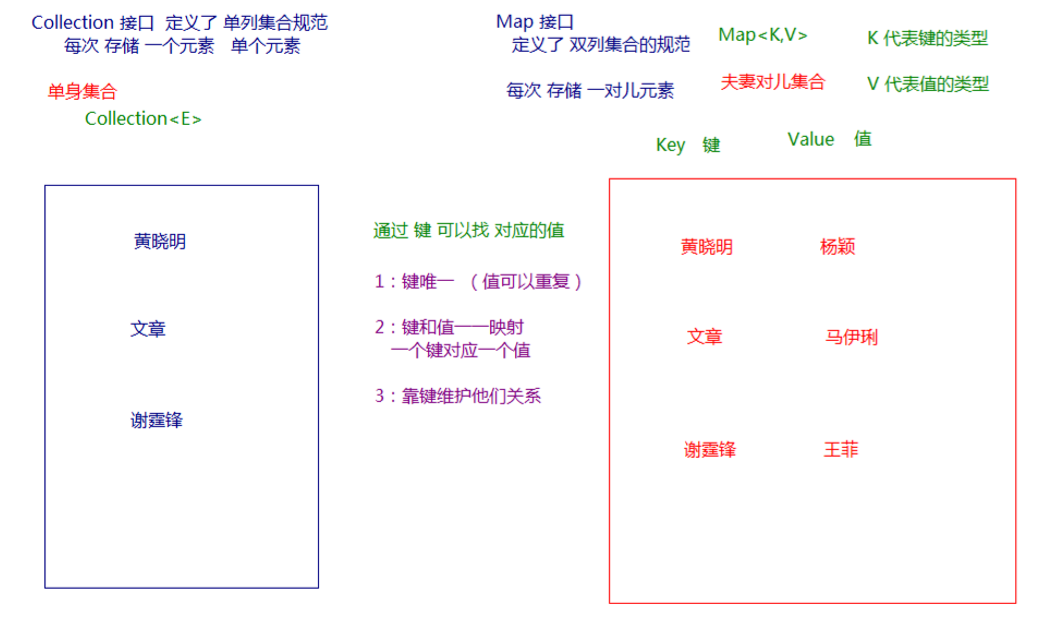 Collection 接口 定义了 单列集合规范
每次 存储 一个元素 单个元素
单身集合
Collection<E>
黄晓明
文章
谢霆锋
通过 键 可以找 对应的值
1：键唯一 （值可以重复）
2：键和值一一映射
一个键对应一个值
3：靠键维护他们关系
Map 接口
定义了 双列集合的规范
每次 存储 一对儿元素
Map<K,V>
夫妻对儿集合
K 代表键的类型
V 代表值的类型
Key 键 Value 值
黄晓明 杨颖
文章 马伊琍
谢霆锋 王菲